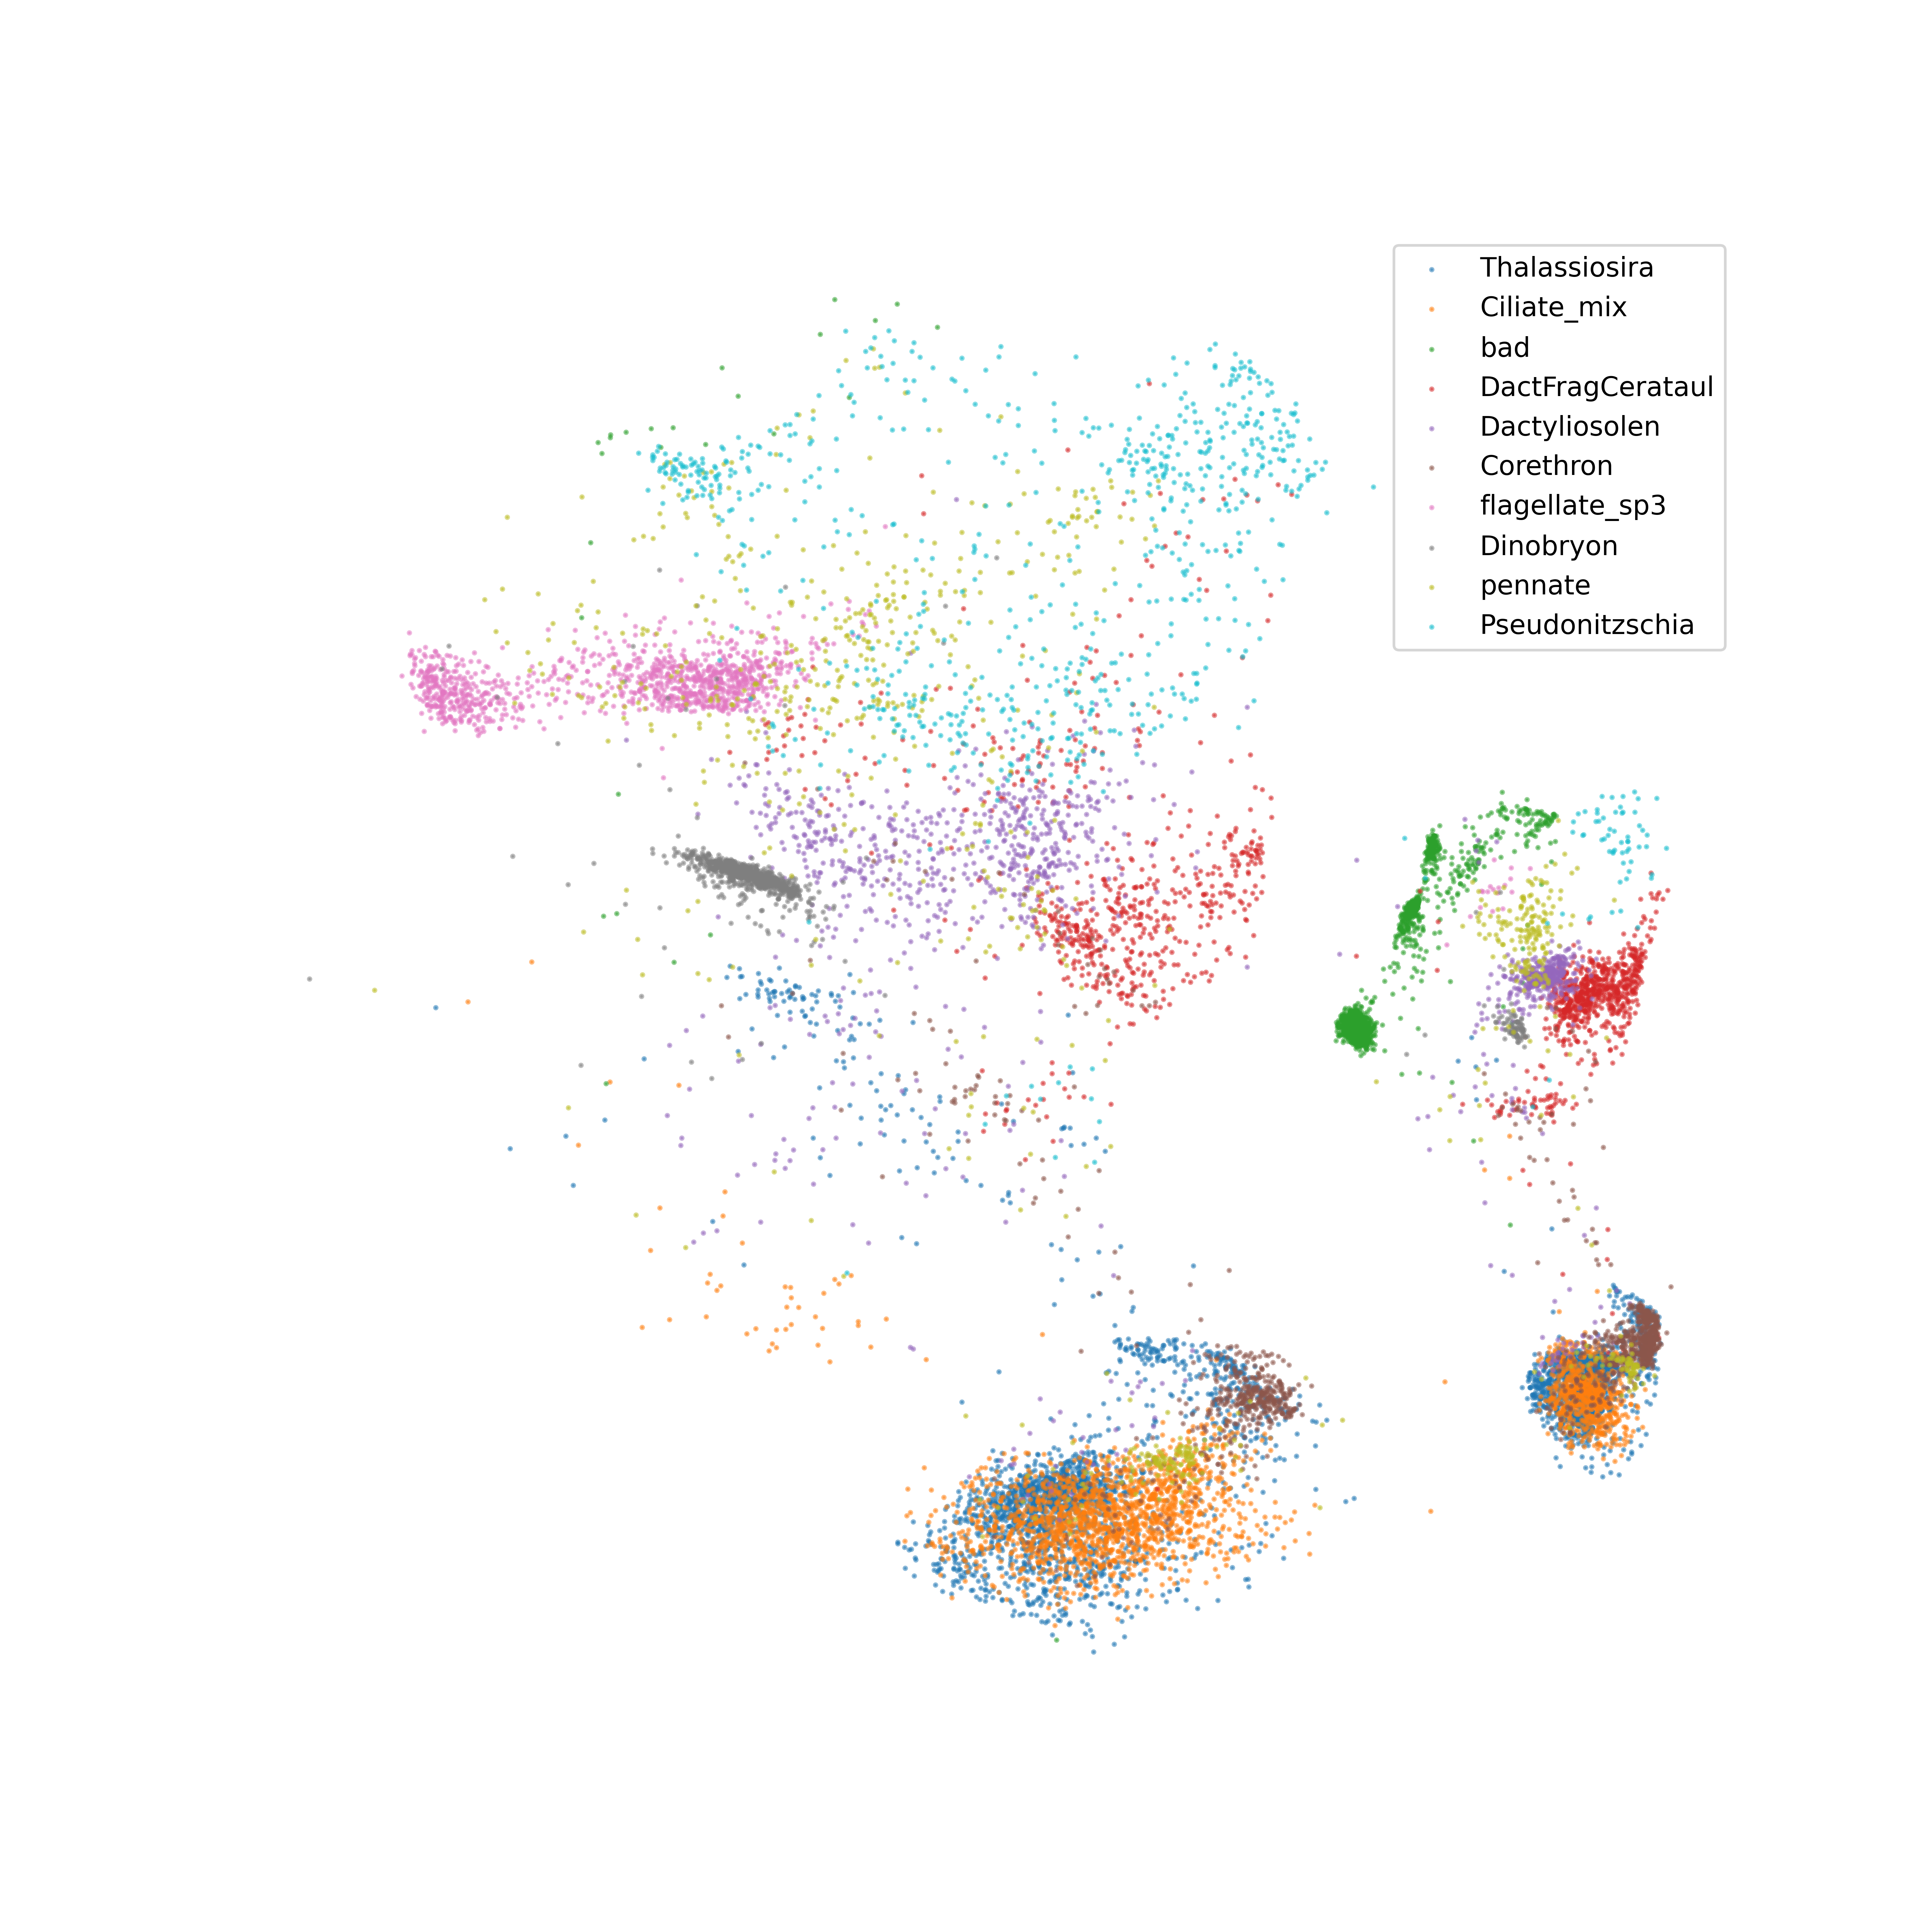 Thalassiosira
Ciliate_mix
bad
DactFragCerataul
Dactyliosolen
Corethron
flagellate_sp3
Dinobryon
pennate
Pseudonitzschia